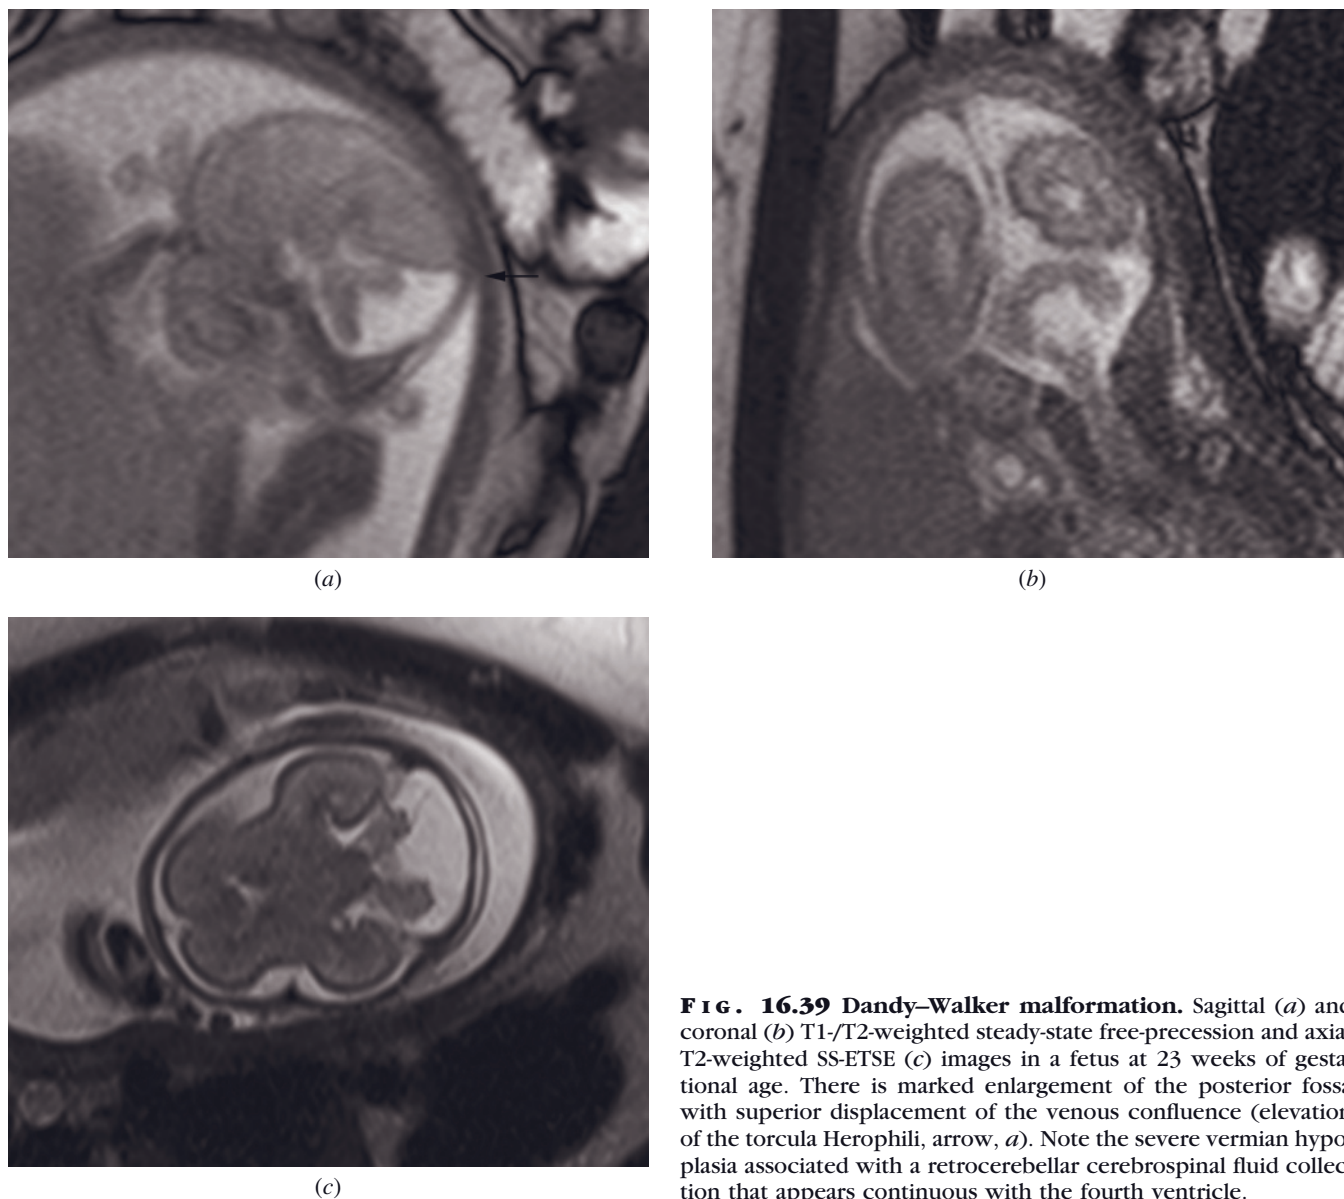 (a)
(b)
(c)
FIG. 16.39 Dandy–Walker malformation. Sagittal (a) and
coronal (b) T1-/T2-weighted steady-state free-precession and axia
T2-weighted SS-ETSE (c) images in a fetus at 23 weeks of gesta
tional age. There is marked enlargement of the posterior fossa
with superior displacement of the venous confluence (elevation
of the torcula Herophili, arrow, a). Note the severe vermian hypo
plasia associated with a retrocerebellar cerebrospinal fluid collec
tion that appears continuous with the fourth ventricle.